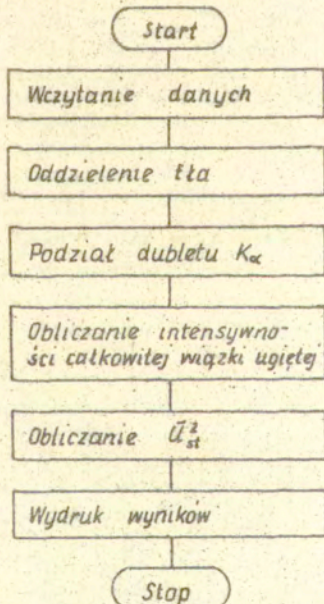 Start
Wczytanie danych
Oddzielenie tła
Podział dubletu Kα
Obliczanie intensywno-
ści całkowitej wiązki ugiętej
Obliczanie Ū²st
Wydruk wyników
Stop